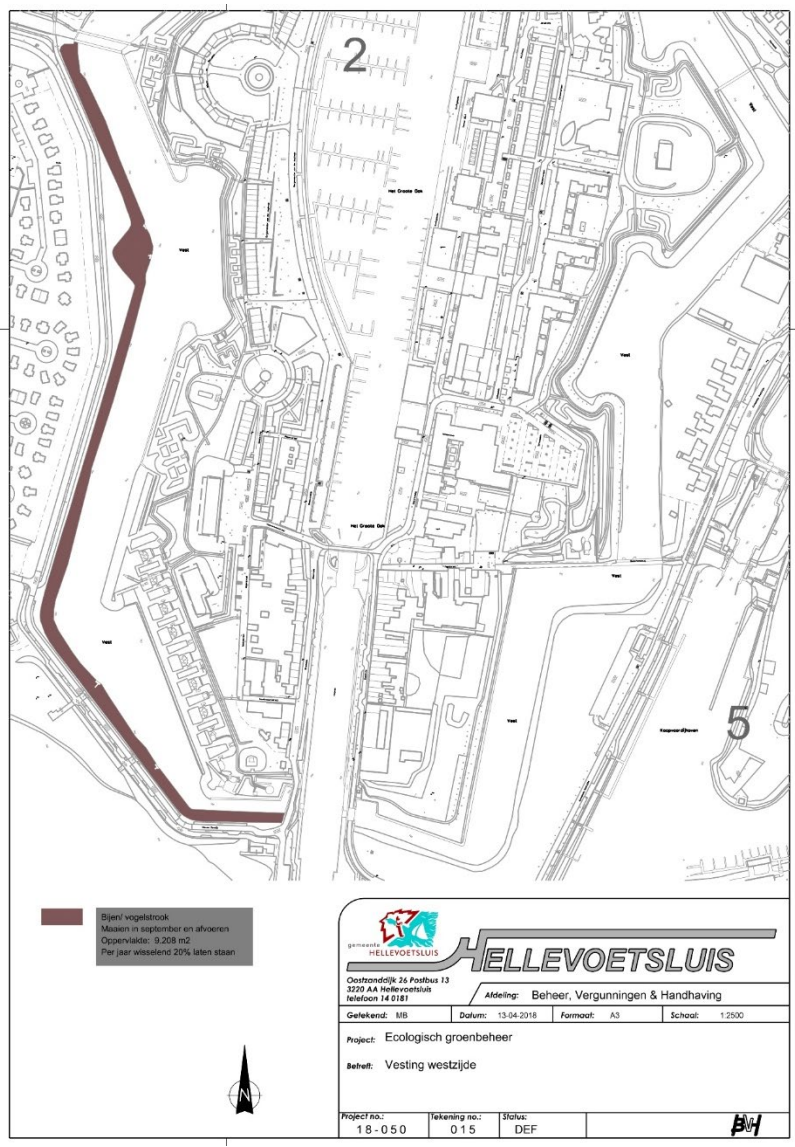 2
Het Groote Dok
Vest
Vest
Vest
Het Groote Dok
Vest
Vest
Vest
5
Koopvaardijhaven
Bijen/ vogelstrook
Maaien in september en afvoeren
Oppervlakte: 9.208 m2
Per jaar wisselend 20% laten staan
gemeente
HELLEVOETSLUIS
HELLEVOETSLUIS
Oostzanddijk 26 Postbus 13
3220 AA Hellevoetsluis
telefoon 14 0181
Afdeling: Beheer, Vergunningen & Handhaving
Getekend: MB Datum: 13-04-2018 Formaat: A3 Schaal: 1:2500
Project: Ecologisch groenbeheer
Betreft: Vesting westzijde
N
Project no.: Tekening no.: Status:
18-050 015 DEF
BVH